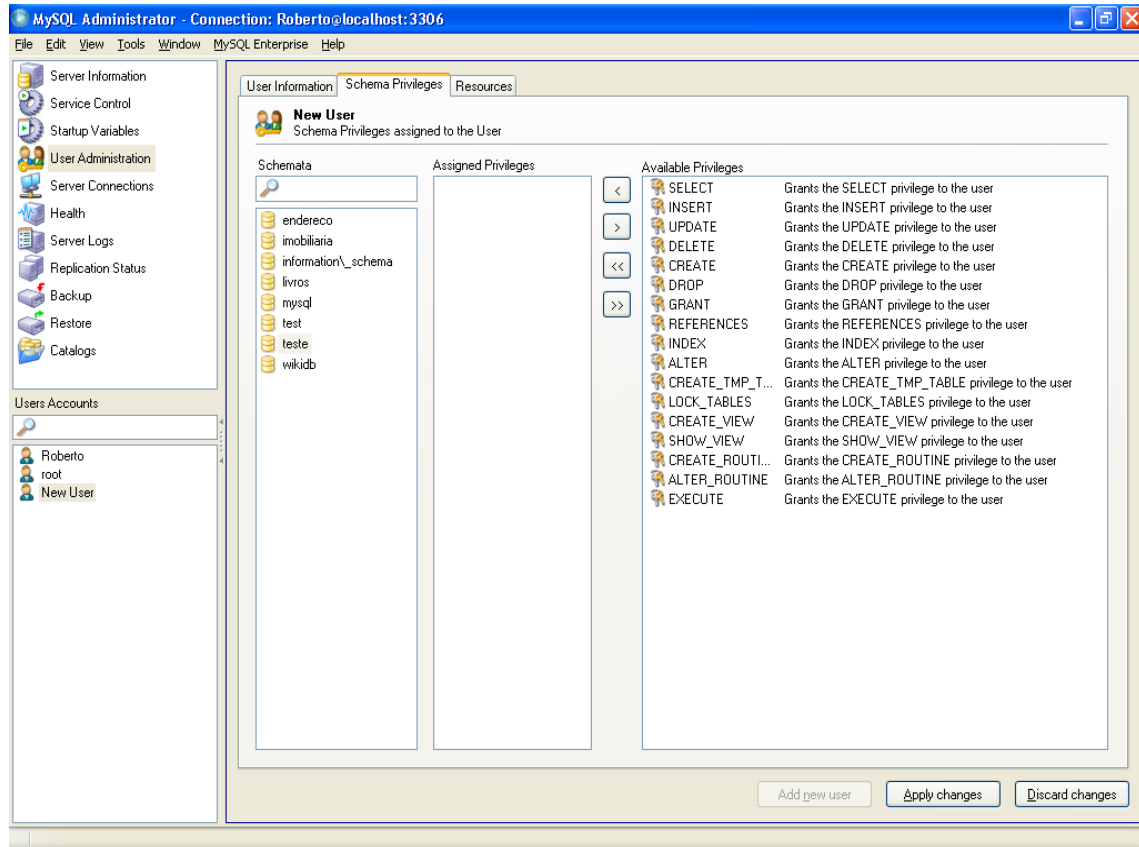 MySQL Administrator - Connection: Roberto@localhost:3306
File Edit View Tools Window MySQL Enterprise Help
Server Information
Service Control
Startup Variables
User Administration
Server Connections
Health
Server Logs
Replication Status
Backup
Restore
Catalogs
Users Accounts
Roberto
root
New User
User Information Schema Privileges Resources
New User
Schema Privileges assigned to the User
Schemata
endereco
imobiliaria
information\_schema
livros
mysql
test
teste
wikidb
Assigned Privileges
<
>
<<
>>
Available Privileges
SELECT Grants the SELECT privilege to the user
INSERT Grants the INSERT privilege to the user
UPDATE Grants the UPDATE privilege to the user
DELETE Grants the DELETE privilege to the user
CREATE Grants the CREATE privilege to the user
DROP Grants the DROP privilege to the user
GRANT Grants the GRANT privilege to the user
REFERENCES Grants the REFERENCES privilege to the user
INDEX Grants the INDEX privilege to the user
ALTER Grants the ALTER privilege to the user
CREATE_TMP_T... Grants the CREATE_TMP_TABLE privilege to the user
LOCK_TABLES Grants the LOCK_TABLES privilege to the user
CREATE_VIEW Grants the CREATE_VIEW privilege to the user
SHOW_VIEW Grants the SHOW_VIEW privilege to the user
CREATE_ROUTI... Grants the CREATE_ROUTINE privilege to the user
ALTER_ROUTINE Grants the ALTER_ROUTINE privilege to the user
EXECUTE Grants the EXECUTE privilege to the user
Add new user Apply changes Discard changes